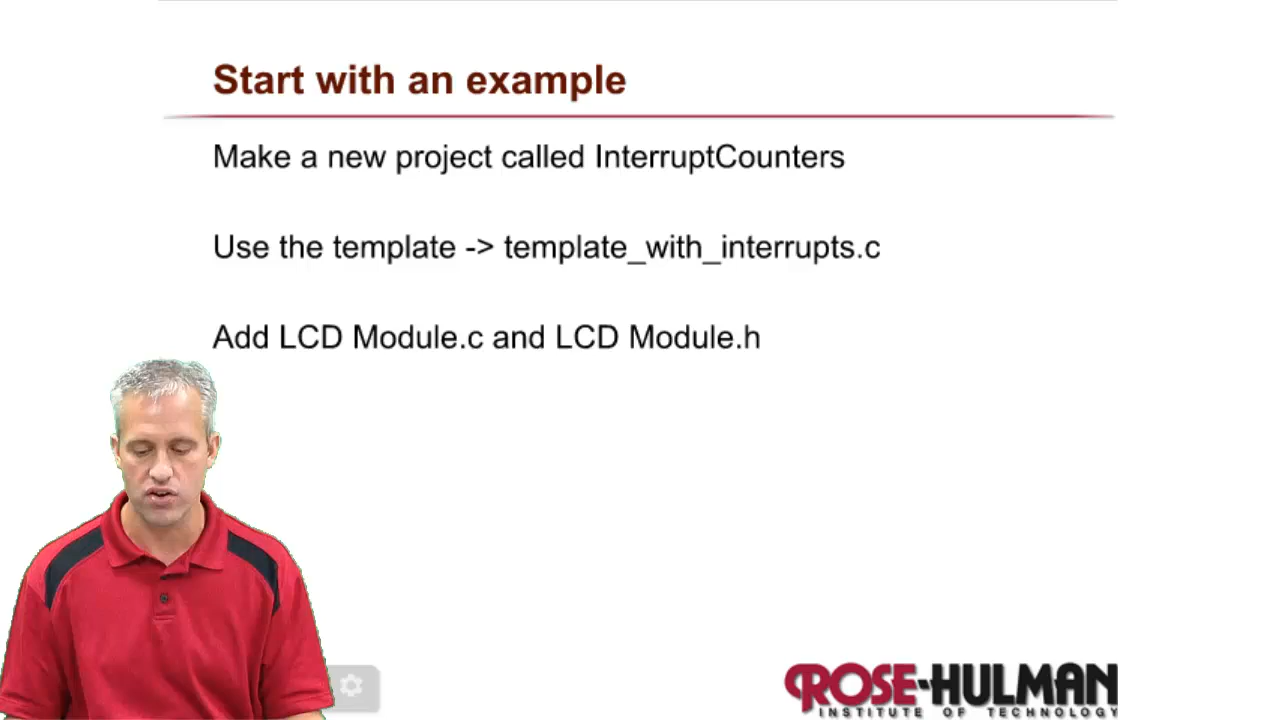 Start with an example
Make a new project called InterruptCounters
Use the template -> template_with_interrupts.c
Add LCD Module.c and LCD Module.h
ROSE-HULMAN
INSTITUTE OF TECHNOLOGY